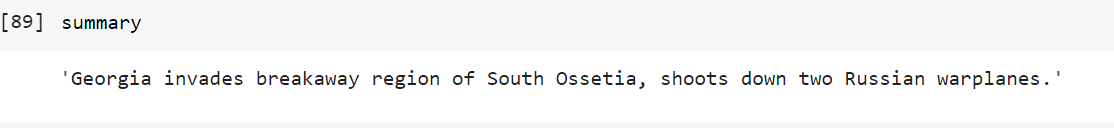 [89] summary
'Georgia invades breakaway region of South Ossetia, shoots down two Russian warplanes.'